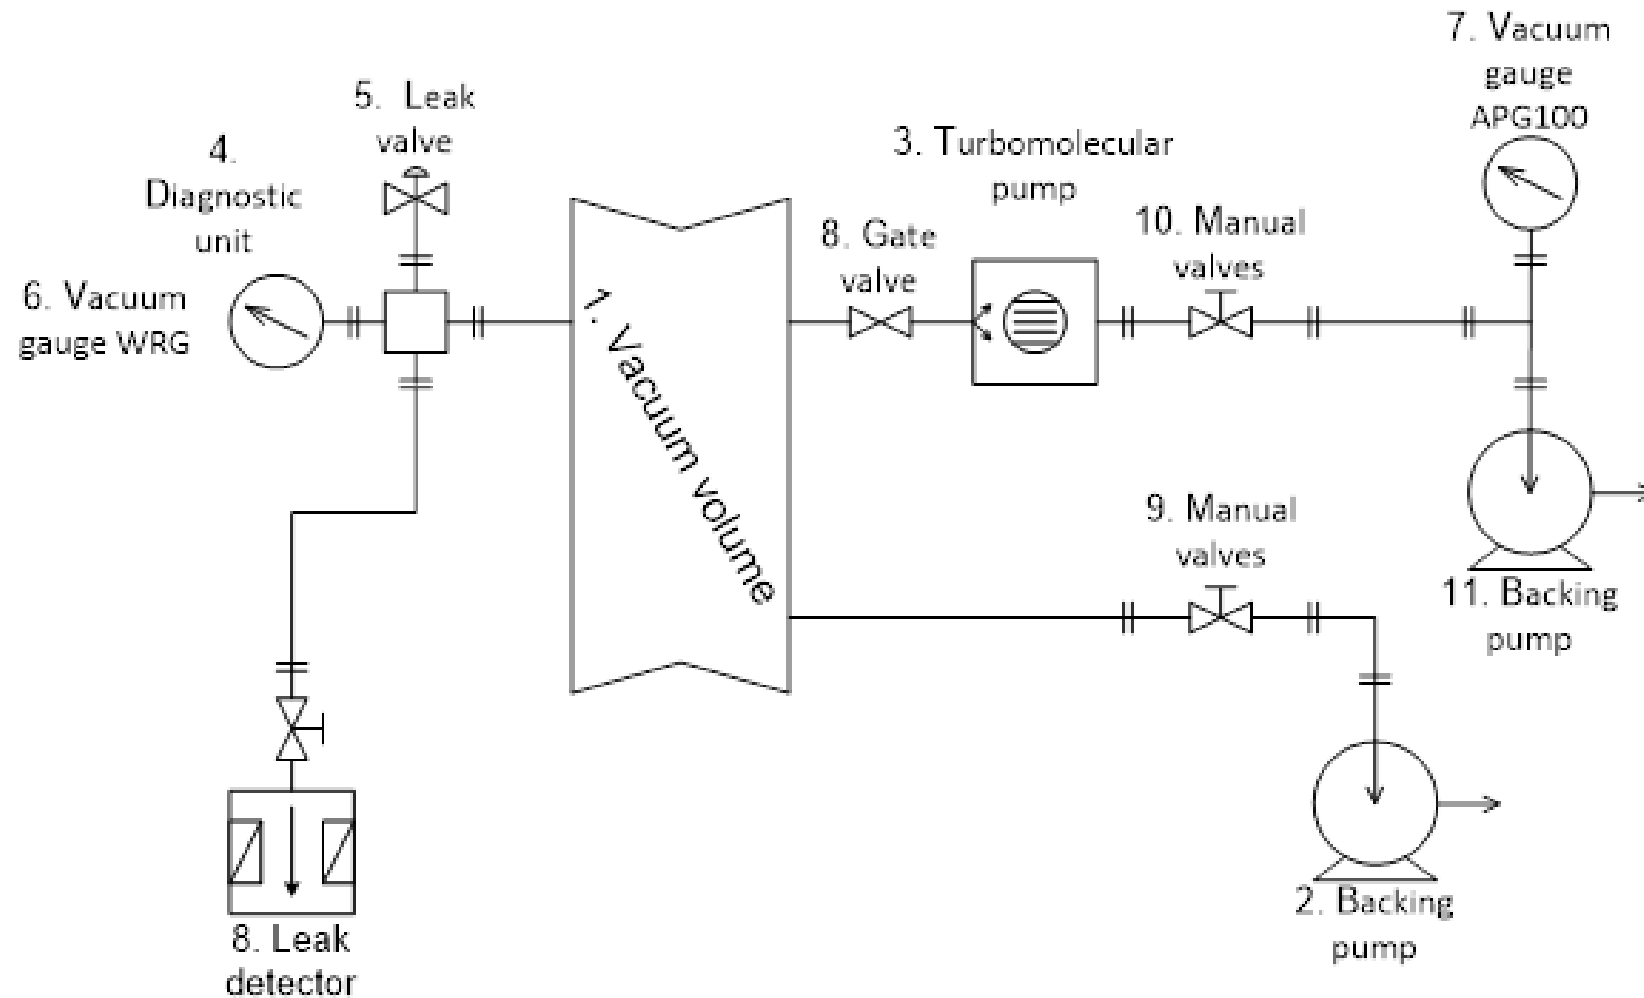 7. Vacuum
gauge
APG100
5. Leak
valve
4.
Diagnostic
unit
3. Turbomolecular
pump
8. Gate
valve
10. Manual
valves
6. Vacuum
gauge WRG
1. Vacuum volume
9. Manual
valves
11. Backing
pump
2. Backing
pump
8. Leak
detector